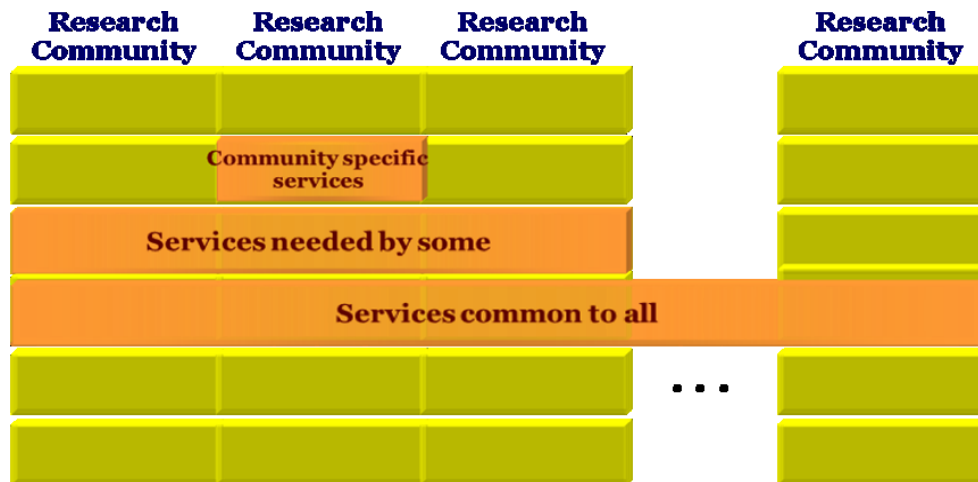 Research Research Research Research
Community Community Community Community
Community specific
services
Services needed by some
Services common to all
...